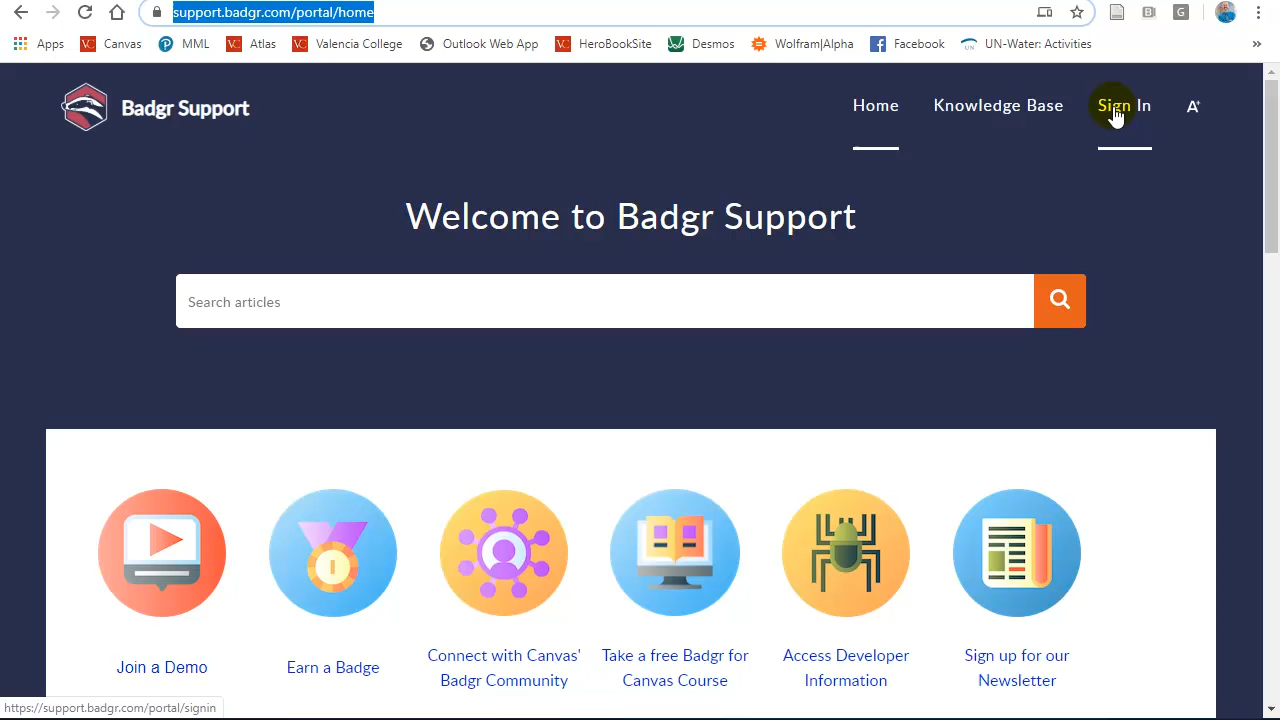 support.badgr.com/portal/home
Apps Canvas MML Atlas Valencia College Outlook Web App HeroBookSite Desmos Wolfram|Alpha Facebook UN-Water: Activities »
Badgr Support
Home Knowledge Base Sign In A+
Welcome to Badgr Support
Search articles
Join a Demo
Earn a Badge
Connect with Canvas'
Badgr Community
Take a free Badgr for
Canvas Course
Access Developer
Information
Sign up for our
Newsletter
https://support.badgr.com/portal/signin